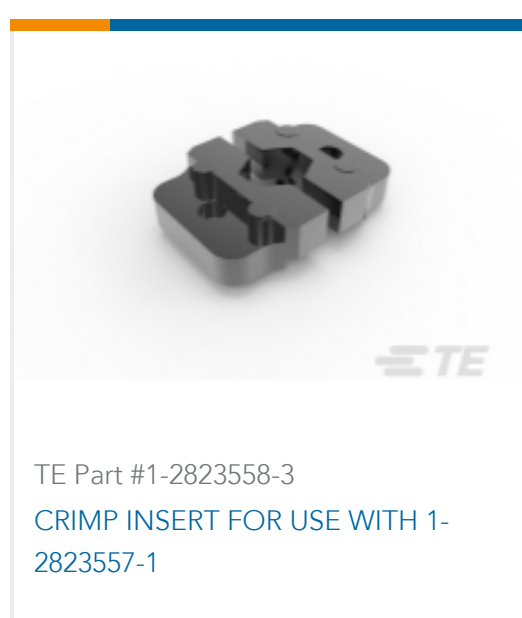 TE
TE Part #1-2823558-3
CRIMP INSERT FOR USE WITH 1-
2823557-1